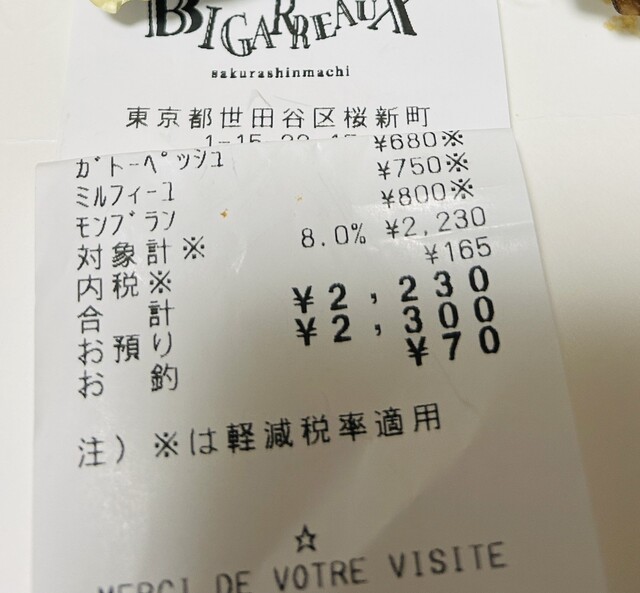 BIGARREAUX
sakurashinmachi
東京都世田谷区桜新町
ｶﾞﾄｰﾍﾟｯｼｭ ¥680※
ﾐﾙﾌｨｰﾕ ¥750※
ﾓﾝﾌﾞﾗﾝ ¥800※
対象計※ 8.0% ¥2,230
内税※ ¥165
合 計 ¥2,230
お預り ¥2,300
お 釣 ¥70
注) ※は軽減税率適用
☆
MERCI DE VOTRE VISITE